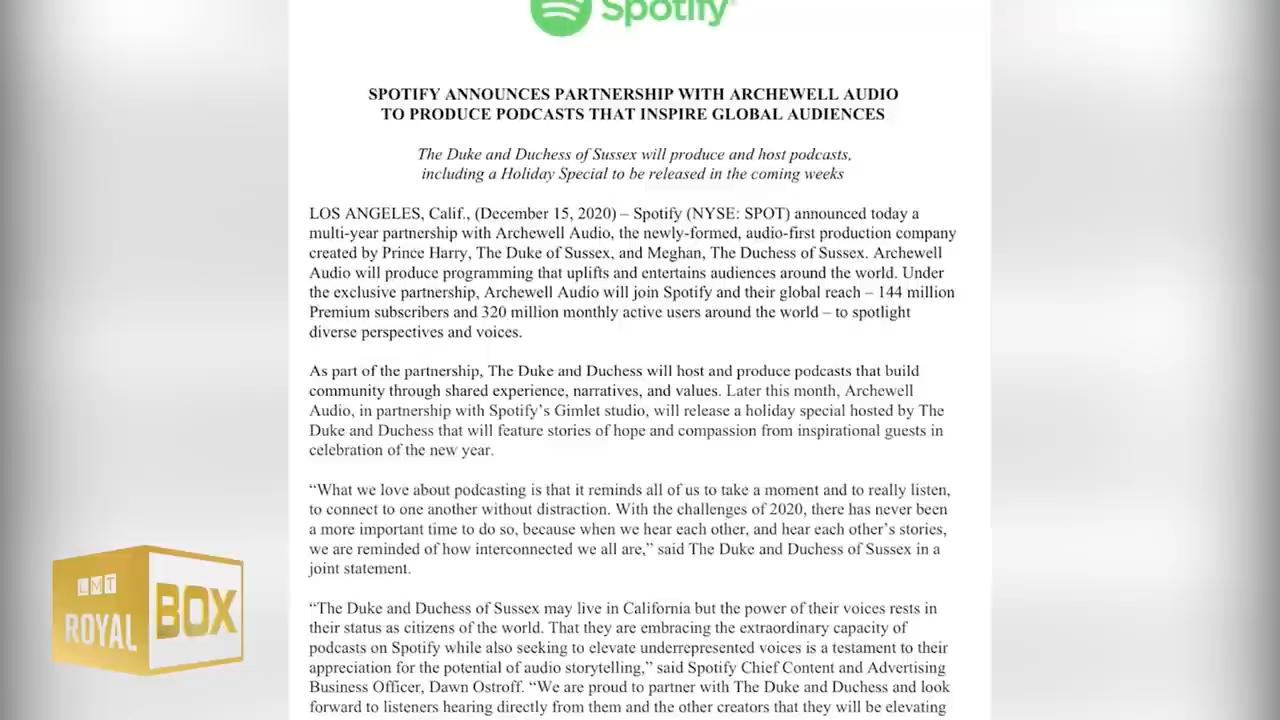 Spotify
SPOTIFY ANNOUNCES PARTNERSHIP WITH ARCHEWELL AUDIO
TO PRODUCE PODCASTS THAT INSPIRE GLOBAL AUDIENCES
The Duke and Duchess of Sussex will produce and host podcasts,
including a Holiday Special to be released in the coming weeks
LOS ANGELES, Calif., (December 15, 2020) – Spotify (NYSE: SPOT) announced today a
multi-year partnership with Archewell Audio, the newly-formed, audio-first production company
created by Prince Harry, The Duke of Sussex, and Meghan, The Duchess of Sussex. Archewell
Audio will produce programming that uplifts and entertains audiences around the world. Under
the exclusive partnership, Archewell Audio will join Spotify and their global reach – 144 million
Premium subscribers and 320 million monthly active users around the world – to spotlight
diverse perspectives and voices.
As part of the partnership, The Duke and Duchess will host and produce podcasts that build
community through shared experience, narratives, and values. Later this month, Archewell
Audio, in partnership with Spotify’s Gimlet studio, will release a holiday special hosted by The
Duke and Duchess that will feature stories of hope and compassion from inspirational guests in
celebration of the new year.
“What we love about podcasting is that it reminds all of us to take a moment and to really listen,
to connect to one another without distraction. With the challenges of 2020, there has never been
a more important time to do so, because when we hear each other, and hear each other’s stories,
we are reminded of how interconnected we all are,” said The Duke and Duchess of Sussex in a
joint statement.
“The Duke and Duchess of Sussex may live in California but the power of their voices rests in
their status as citizens of the world. That they are embracing the extraordinary capacity of
podcasts on Spotify while also seeking to elevate underrepresented voices is a testament to their
appreciation for the potential of audio storytelling,” said Spotify Chief Content and Advertising
Business Officer, Dawn Ostroff. “We are proud to partner with The Duke and Duchess and look
forward to listeners hearing directly from them and the other creators that they will be elevating
LMT
ROYAL
BOX